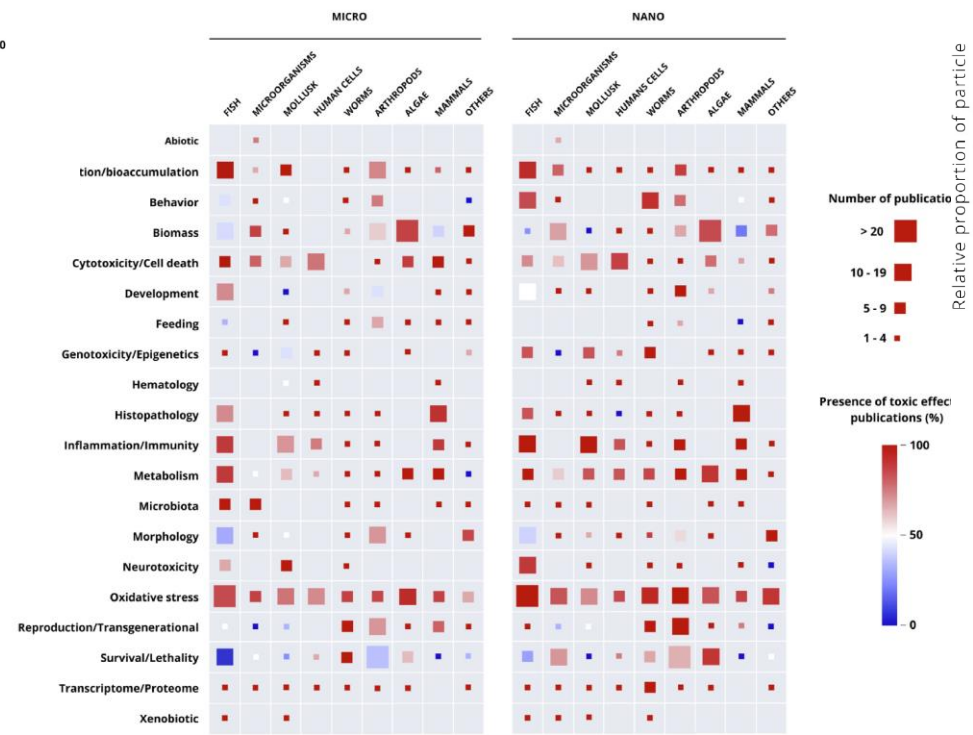 MICRO
NANO
0
FISH
MICROORGANISMS
MOLLUSK
HUMAN CELLS
WORMS
ARTHROPODS
ALGAE
MAMMALS
OTHERS
FISH
MICROORGANISMS
MOLLUSK
HUMANS CELLS
WORMS
ARTHROPODS
ALGAE
MAMMALS
OTHERS
Abiotic
tion/bioaccumulation
Behavior
Biomass
Cytotoxicity/Cell death
Development
Feeding
Genotoxicity/Epigenetics
Hematology
Histopathology
Inflammation/Immunity
Metabolism
Microbiota
Morphology
Neurotoxicity
Oxidative stress
Reproduction/Transgenerational
Survival/Lethality
Transcriptome/Proteome
Xenobiotic
Number of publicatio
> 20
10 - 19
5 - 9
1 - 4
Presence of toxic effec
publications (%)
100
50
0
Relative proportion of particle